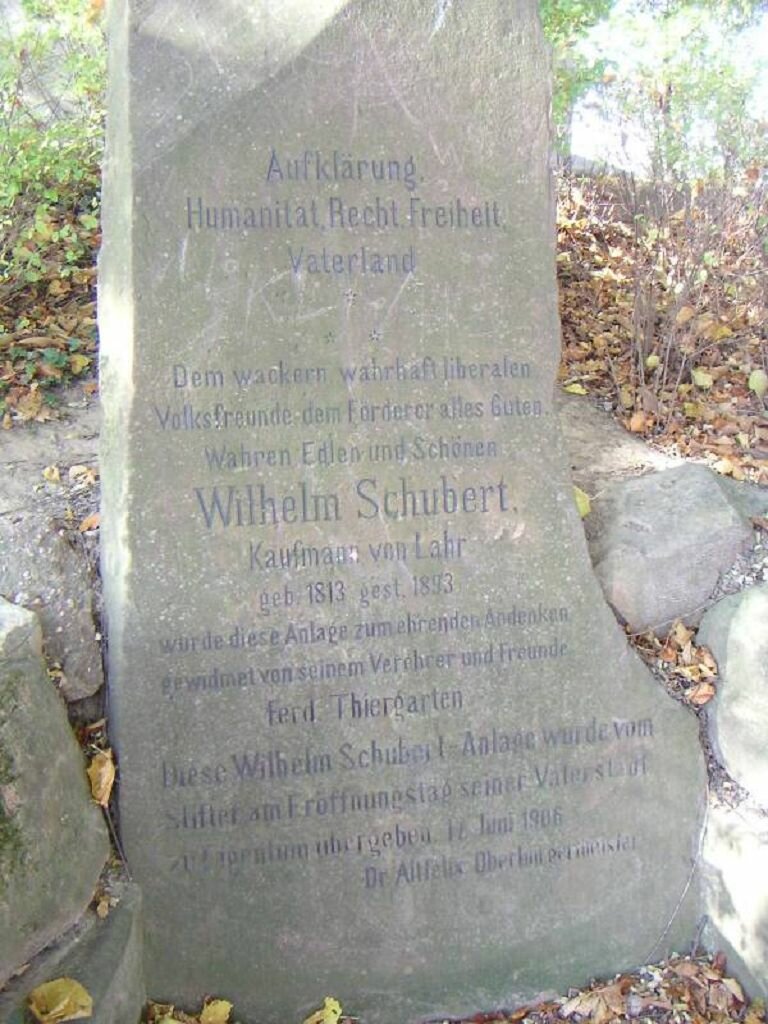 Aufklärung,
Humanität, Recht, Freiheit,
Vaterland
Dem wackern wahrhaft liberalen
Volksfreunde dem Förderer alles Guten,
Wahren Edlen und Schönen
Wilhelm Schubert,
Kaufmann von Lahr
geb. 1813 gest. 1893
wurde diese Anlage zum ehrenden Andenken
gewidmet von seinem Verehrer und Freunde
Ferd. Thiergarten
Diese Wilhelm Schubert-Anlage wurde vom
Stifter am Eröffnungstag seiner Vaterstadt
Eigentum übergeben. Juni 1906
Dr Altfelix Oberbürgermeister